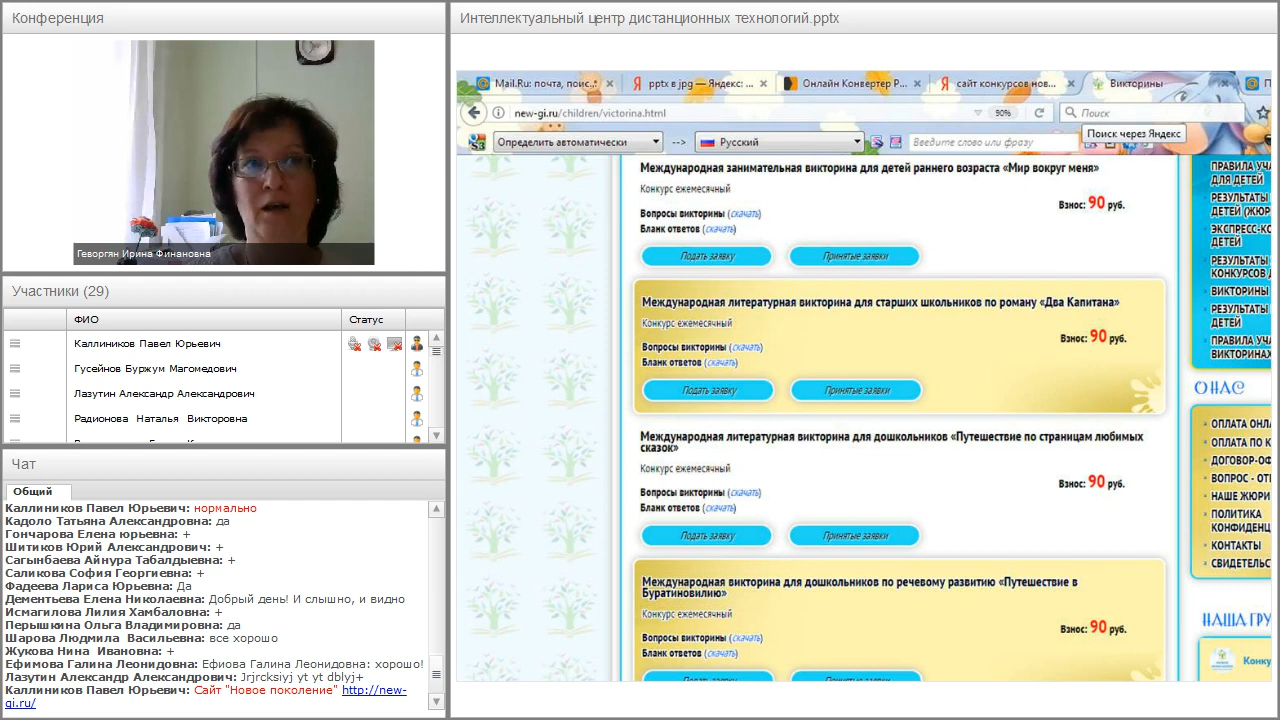 Конференция
Геворгян Ирина Финановна
Участники (29)
ФИО
Статус
Каллиников Павел Юрьевич
Гусейнов Буржум Магомедович
Лазутин Александр Александрович
Радионова Наталья Викторовна
Чат
Общий
Каллиников Павел Юрьевич: нормально
Кадоло Татьяна Александровна: да
Гончарова Елена юрьевна: +
Шитиков Юрий Александрович: +
Сагынбаева Айнура Табалдыевна: +
Саликова София Георгиевна: +
Фадеева Лариса Юрьевна: Да
Дементьева Елена Николаевна: Добрый день! И слышно, и видно
Исмагилова Лилия Хамбаловна: +
Перышкина Ольга Владимировна: да
Шарова Людмила Васильевна: все хорошо
Жукова Нина Ивановна: +
Ефимова Галина Леонидовна: Ефиова Галина Леонидовна: хорошо!
Лазутин Александр Александрович: Jrjrcksiyj yt yt dblyj+
Каллиников Павел Юрьевич: Сайт "Новое поколение" http://new-
gi.ru/
Интеллектуальный центр дистанционных технологий.pptx
Mail.Ru: почта, поис...
pptx в jpg — Яндекс: ...
Онлайн Конвертер P...
сайт конкурсов нов...
Викторины
new-gi.ru/children/victorina.html
90%
Поиск
Поиск через Яндекс
Определить автоматически
-->
Русский
Введите слово или фразу
Международная занимательная викторина для детей раннего возраста «Мир вокруг меня»
Конкурс ежемесячный
Взнос: 90 руб.
Вопросы викторины (скачать)
Бланк ответов (скачать)
Подать заявку
Принятые заявки
Международная литературная викторина для старших школьников по роману «Два Капитана»
Конкурс ежемесячный
Взнос: 90 руб.
Вопросы викторины (скачать)
Бланк ответов (скачать)
Подать заявку
Принятые заявки
Международная литературная викторина для дошкольников «Путешествие по страницам любимых
сказок»
Конкурс ежемесячный
Взнос: 90 руб.
Вопросы викторины (скачать)
Бланк ответов (скачать)
Подать заявку
Принятые заявки
Международная викторина для дошкольников по речевому развитию «Путешествие в
Буратиновилию»
Конкурс ежемесячный
Взнос: 90 руб.
Вопросы викторины (скачать)
Бланк ответов (скачать)
Подать заявку
Принятые заявки
ПРАВИЛА УЧА
ДЛЯ ДЕТЕЙ
РЕЗУЛЬТАТЫ
ДЕТЕЙ (ЖЮР
ЭКСПРЕСС-КО
ДЕТЕЙ
РЕЗУЛЬТАТЫ
КОНКУРСОВ Д
ВИКТОРИНЫ
РЕЗУЛЬТАТЫ
ДЕТЕЙ
ПРАВИЛА УЧА
ВИКТОРИНАХ
О НАС
ОПЛАТА ОНЛА
ОПЛАТА ПО К
ДОГОВОР-ОФ
ВОПРОС - ОТВ
НАШЕ ЖЮРИ
ПОЛИТИКА
КОНФИДЕНЦ
КОНТАКТЫ
СВИДЕТЕЛЬС
НАША ГРУ
Конку